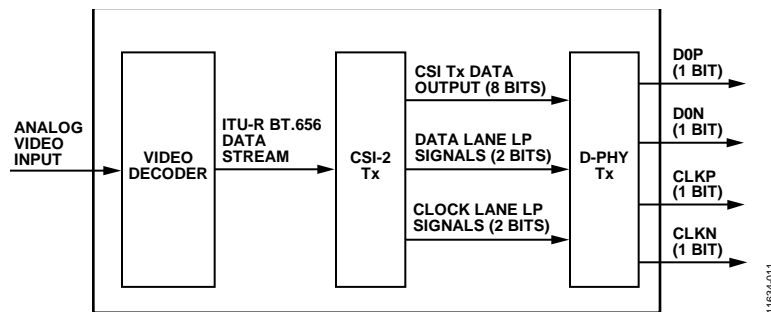 ANALOG
VIDEO
INPUT
VIDEO
DECODER
ITU-R BT.656
DATA
STREAM
CSI-2
Tx
CSI Tx DATA
OUTPUT (8 BITS)
DATA LANE LP
SIGNALS (2 BITS)
CLOCK LANE LP
SIGNALS (2 BITS)
D-PHY
Tx
D0P
(1 BIT)
D0N
(1 BIT)
CLKP
(1 BIT)
CLKN
(1 BIT)
11634-011